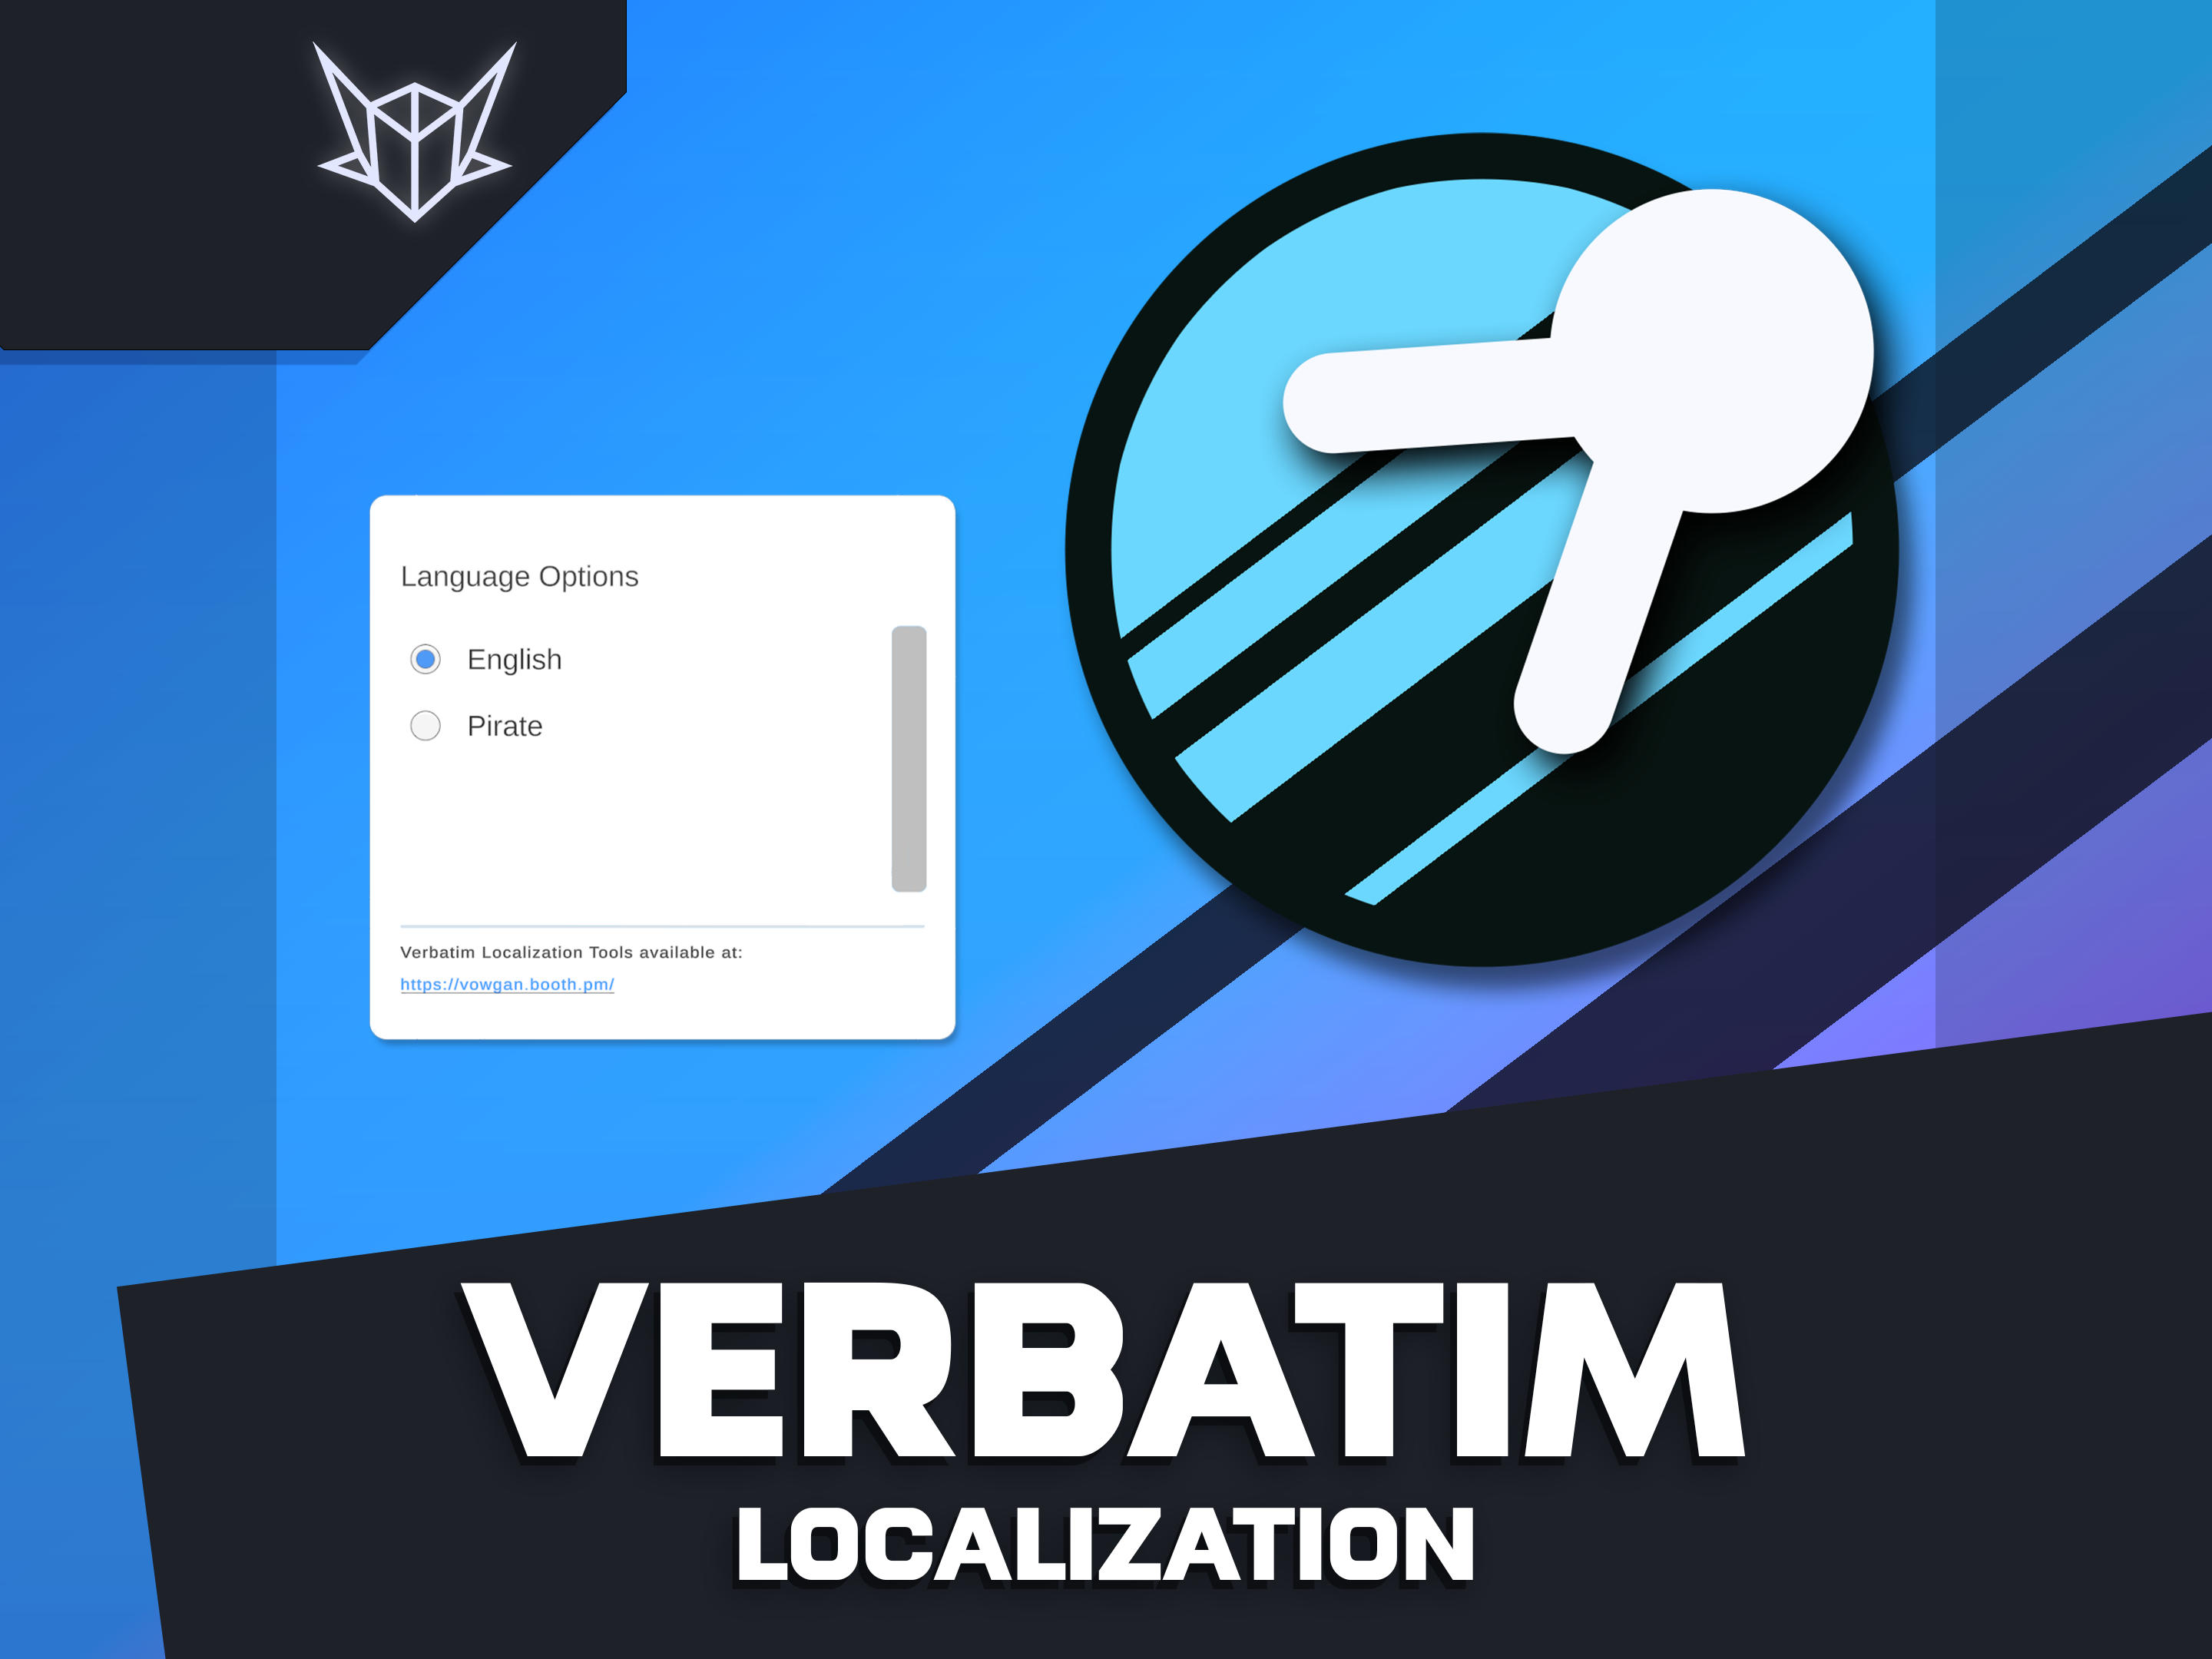 Language Options
English
Pirate
Verbatim Localization Tools available at:
https://vowgan.booth.pm/
VERBATIM
LOCALIZATION